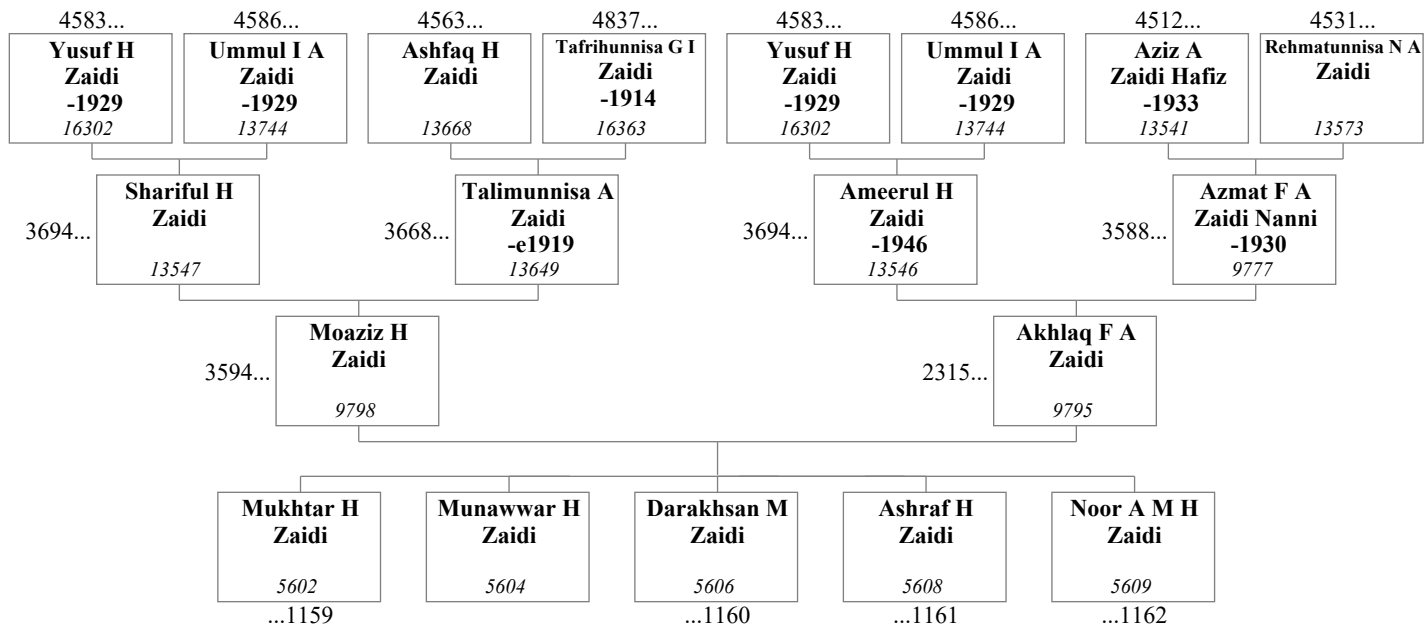 4583... 4586... 4563... 4837... 4583... 4586... 4512... 4531...
Yusuf H
Zaidi
-1929
16302
Ummul I A
Zaidi
-1929
13744
Ashfaq H
Zaidi
13668
Tafrihunnisa G I
Zaidi
-1914
16363
Yusuf H
Zaidi
-1929
16302
Ummul I A
Zaidi
-1929
13744
Aziz A
Zaidi Hafiz
-1933
13541
Rehmatunnisa N A
Zaidi
13573
3694...
Shariful H
Zaidi
13547
3668...
Talimunnisa A
Zaidi
-e1919
13649
3694...
Ameerul H
Zaidi
-1946
13546
3588...
Azmat F A
Zaidi Nanni
-1930
9777
3594...
Moaziz H
Zaidi
9798
2315...
Akhlaq F A
Zaidi
9795
Mukhtar H
Zaidi
5602
...1159
Munawwar H
Zaidi
5604
Darakhsan M
Zaidi
5606
...1160
Ashraf H
Zaidi
5608
...1161
Noor A M H
Zaidi
5609
...1162